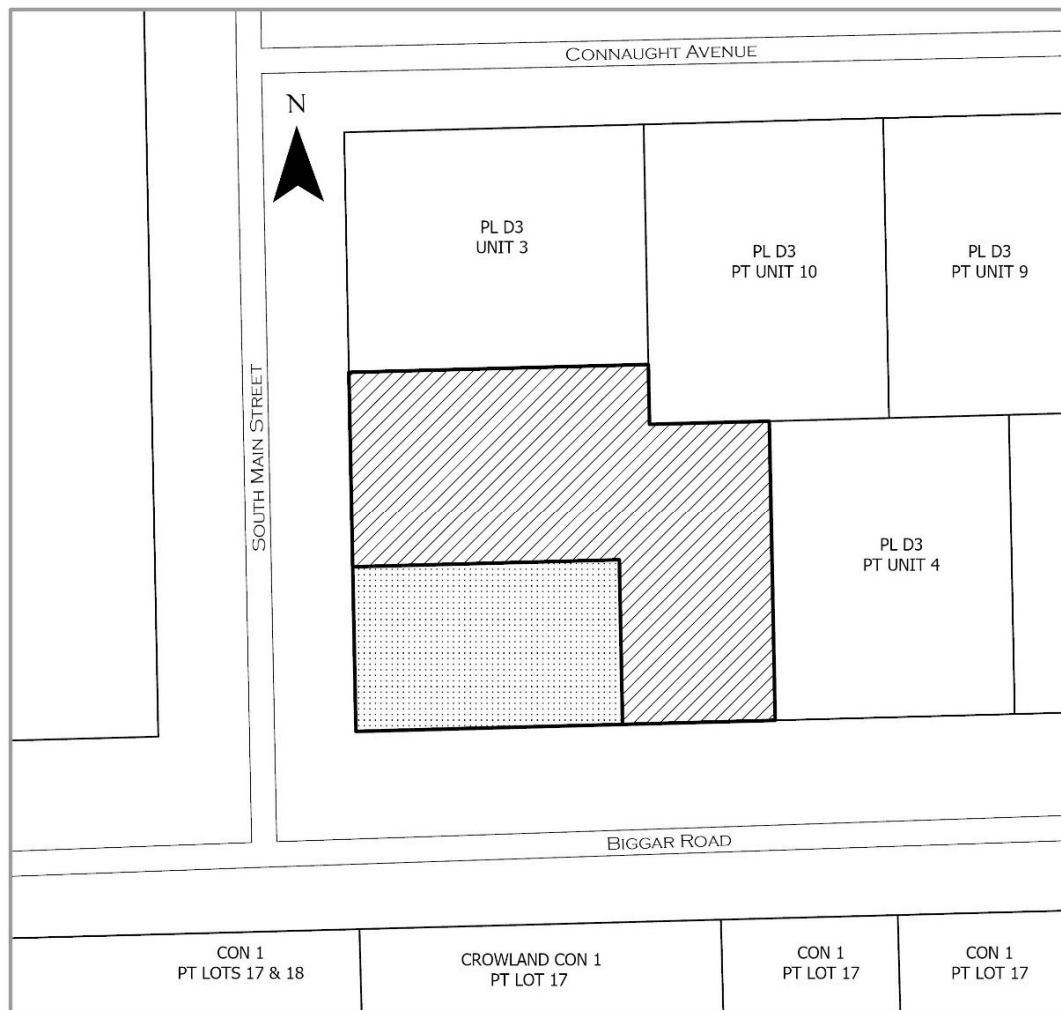 CONNAUGHT AVENUE
N
PL D3
UNIT 3
PL D3
PT UNIT 10
PL D3
PT UNIT 9
SOUTH MAIN STREET
PL D3
PT UNIT 4
BIGGAR ROAD
CON 1
PT LOTS 17 & 18
CROWLAND CON 1
PT LOT 17
CON 1
PT LOT 17
CON 1
PT LOT 17